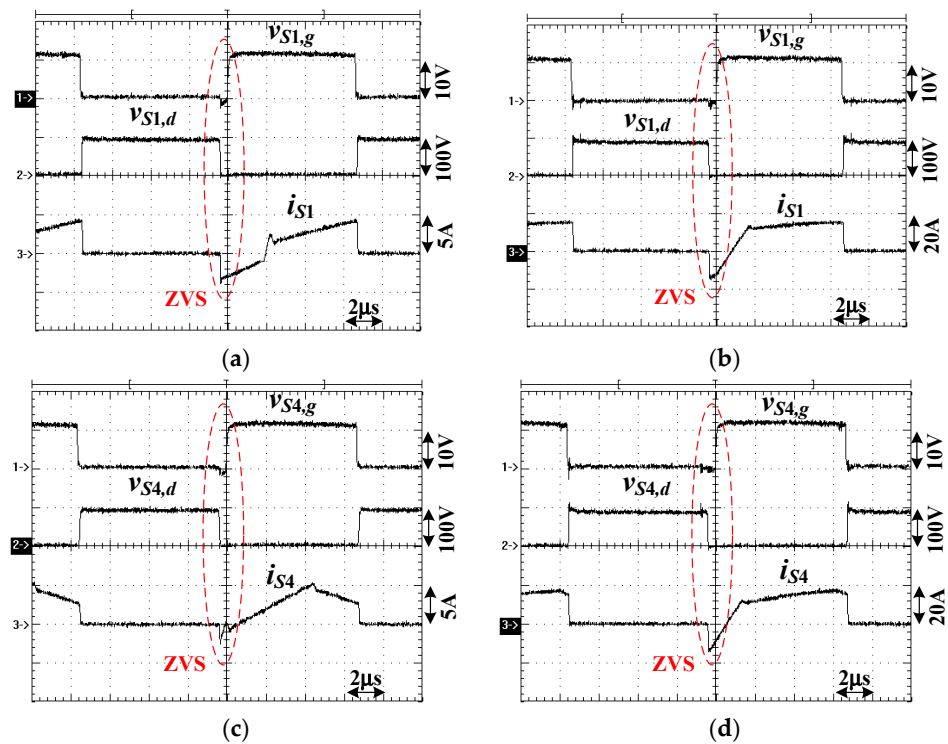 vS1,g
10V
1->
vS1,d
100V
2->
iS1
5A
3->
ZVS
2μs
(a)
vS1,g
10V
1->
vS1,d
100V
2->
iS1
20A
3->
ZVS
2μs
(b)
vS4,g
10V
1->
vS4,d
100V
2->
iS4
5A
3->
ZVS
2μs
(c)
vS4,g
10V
1->
vS4,d
100V
2->
iS4
20A
3->
ZVS
2μs
(d)